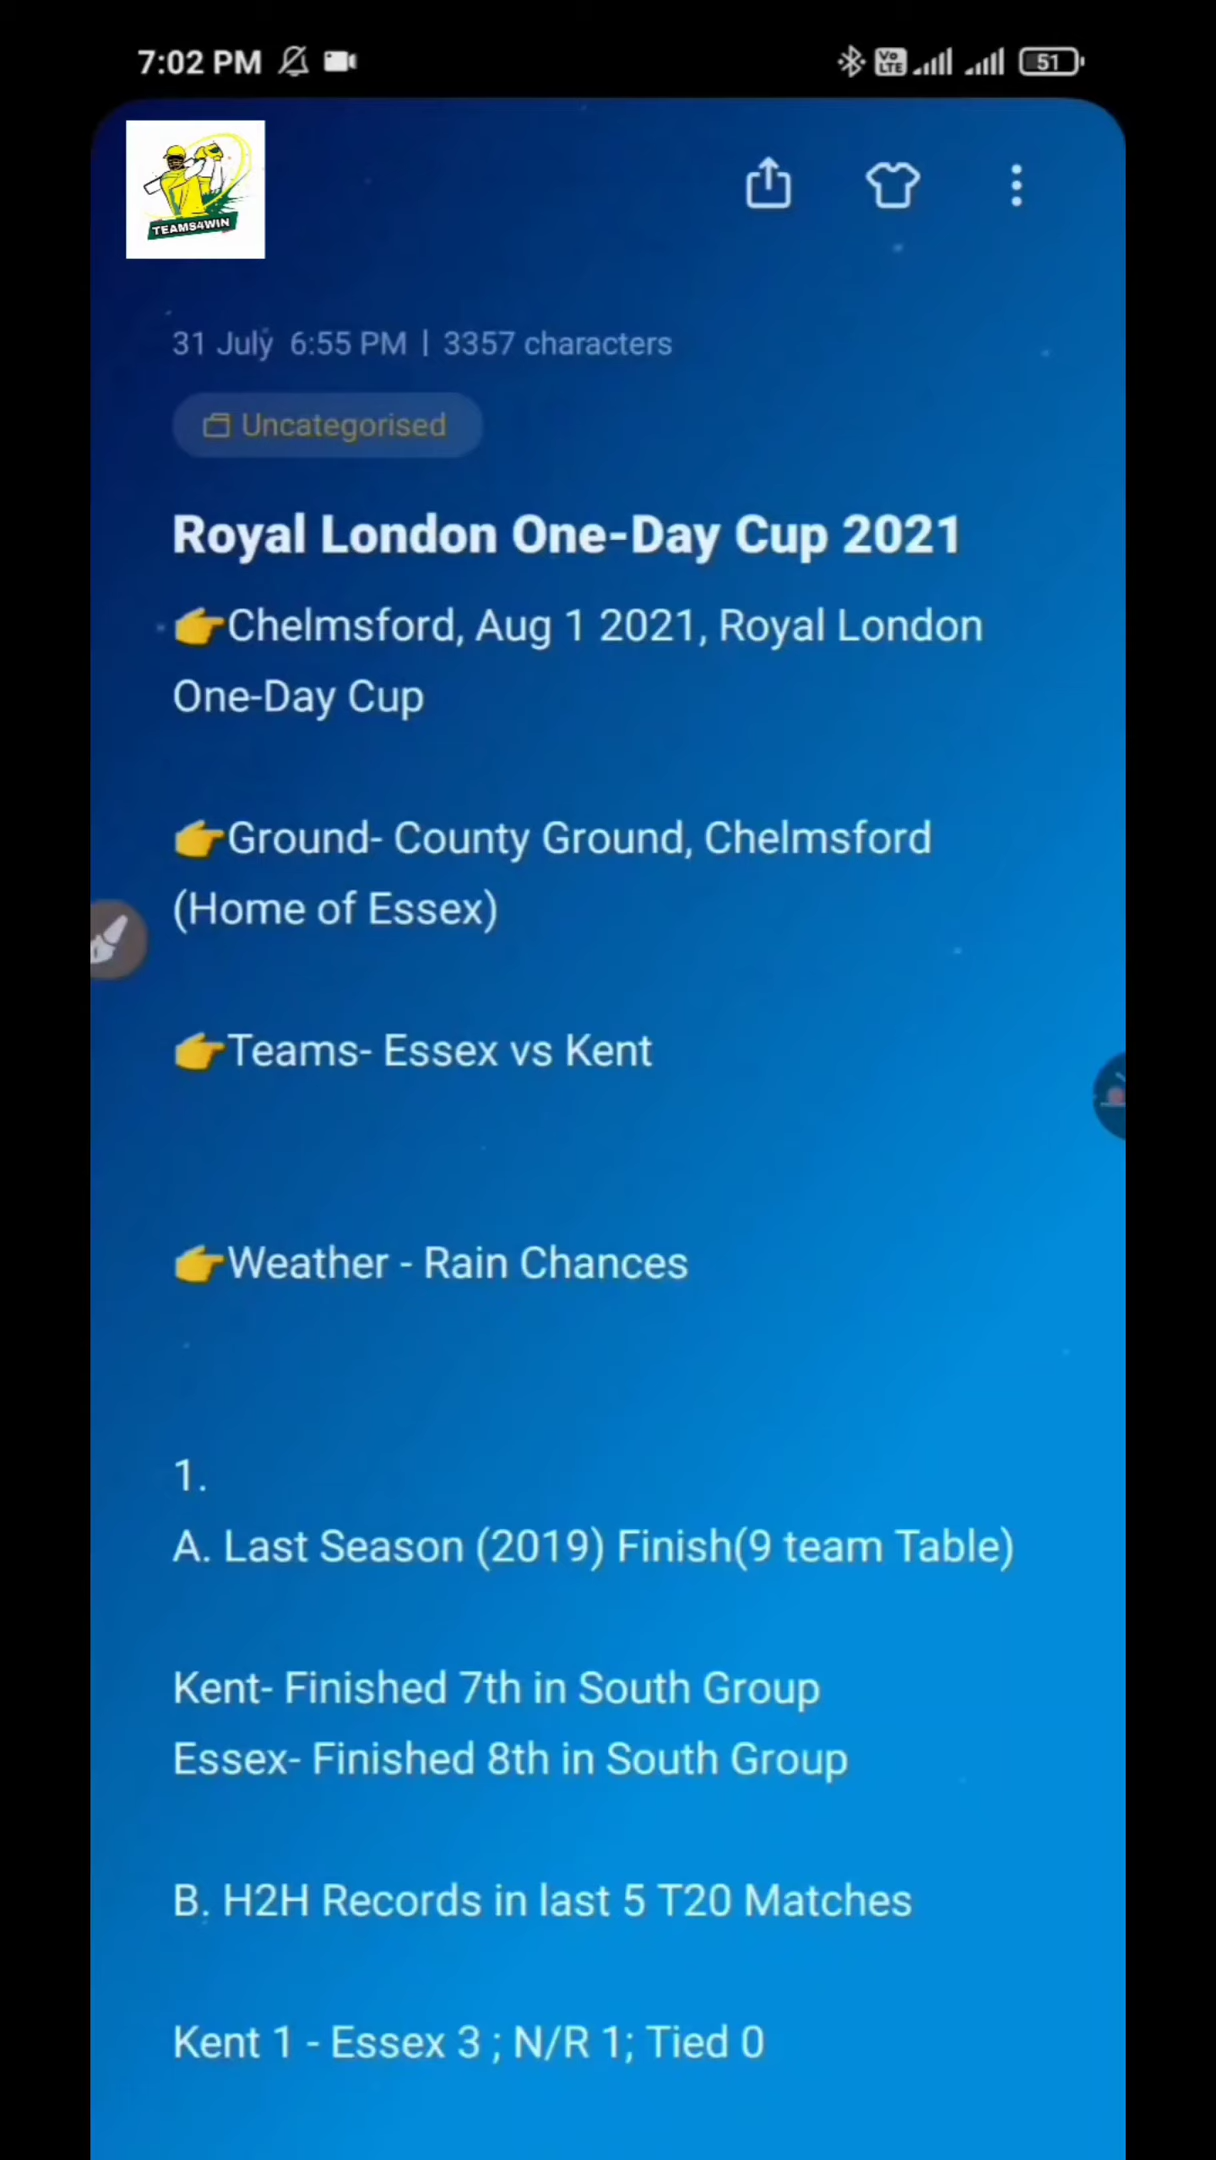 7:02 PM
Vo
LTE
51
TEAMS4WIN
31 July 6:55 PM | 3357 characters
Uncategorised
Royal London One-Day Cup 2021
👉Chelmsford, Aug 1 2021, Royal London
One-Day Cup
👉Ground- County Ground, Chelmsford
(Home of Essex)
👉Teams- Essex vs Kent
👉Weather - Rain Chances
1.
A. Last Season (2019) Finish(9 team Table)
Kent- Finished 7th in South Group
Essex- Finished 8th in South Group
B. H2H Records in last 5 T20 Matches
Kent 1 - Essex 3 ; N/R 1; Tied 0